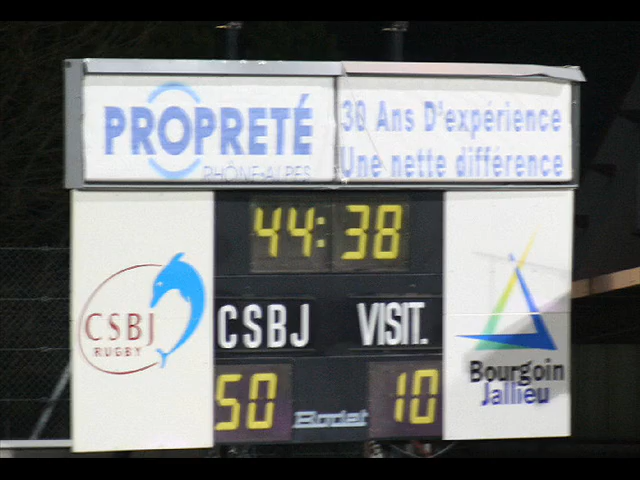 PROPRETÉ
RHÔNE-ALPES
30 Ans D'expérience
Une nette différence
44:38
CSBJ
RUGBY
CSBJ VISIT.
50 10
Bodet
Bourgoin
Jallieu